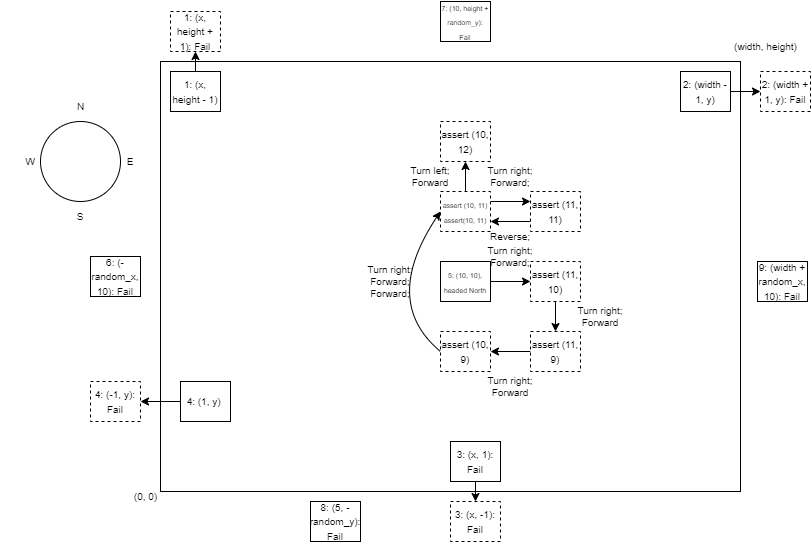 1: (x,
height +
1): Fail
7: (10, height +
random_y):
Fail
(width, height)
1: (x,
height - 1)
2: (width -
1, y)
2: (width +
1, y): Fail
N
W
E
S
assert (10,
12)
Turn left;
Forward
Turn right;
Forward;
assert (10, 11)
assert(10, 11)
assert (11,
11)
Reverse;
Turn right;
Forward;
6: (-
random_x,
10): Fail
Turn right;
Forward;
Forward;
5: (10, 10),
headed North
assert (11,
10)
9: (width +
random_x,
10): Fail
Turn right;
Forward
assert (10,
9)
assert (11,
9)
Turn right;
Forward
4: (-1, y):
Fail
4: (1, y)
3: (x, 1):
Fail
(0, 0)
8: (5, -
random_y):
Fail
3: (x, -1):
Fail